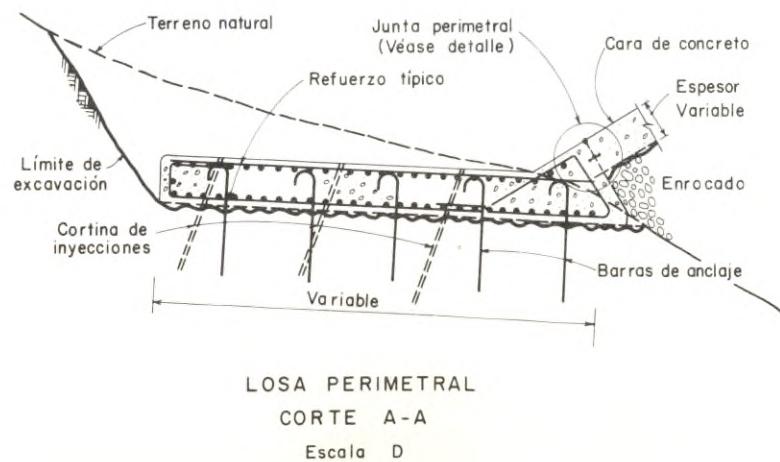 Terreno natural
Junta perimetral
(Véase detalle)
Cara de concreto
Espesor
Variable
Refuerzo típico
Límite de
excavación
Enrocado
Cortina de
inyecciones
Barras de anclaje
Variable
LOSA PERIMETRAL
CORTE A-A
Escala D